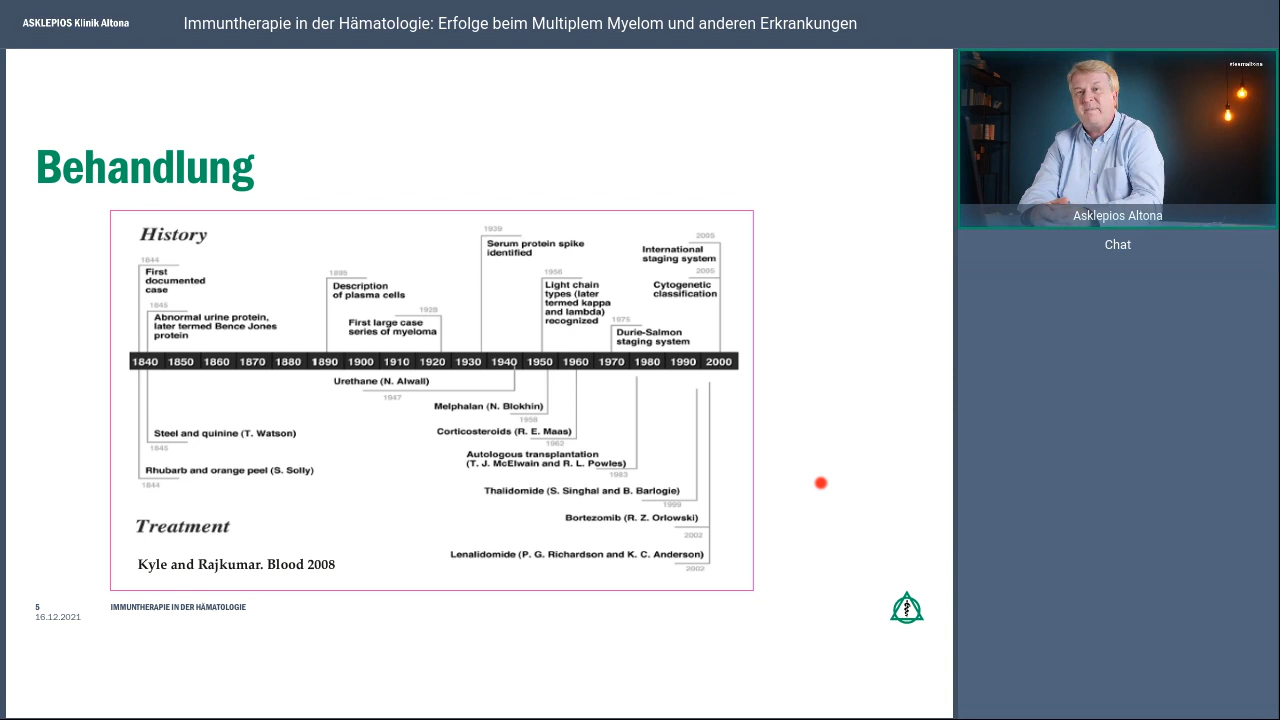 ASKLEPIOS Klinik Altona
Immuntherapie in der Hämatologie: Erfolge beim Multiplem Myelom und anderen Erkrankungen
#teamaltona
Asklepios Altona
Chat
Behandlung
History
1844
First
documented
case
1845
Abnormal urine protein,
later termed Bence Jones
protein
1895
Description
of plasma cells
1928
First large case
series of myeloma
1939
Serum protein spike
identified
1956
Light chain
types (later
termed kappa
and lambda)
recognized
1975
Durie-Salmon
staging system
2005
International
staging system
2005
Cytogenetic
classification
1840 1850 1860 1870 1880 1890 1900 1910 1920 1930 1940 1950 1960 1970 1980 1990 2000
Urethane (N. Alwall)
1947
Melphalan (N. Blokhin)
1958
Corticosteroids (R. E. Maas)
1962
Steel and quinine (T. Watson)
1845
Autologous transplantation
(T. J. McElwain and R. L. Powles)
1983
Rhubarb and orange peel (S. Solly)
1844
Thalidomide (S. Singhal and B. Barlogie)
1999
Bortezomib (R. Z. Orlowski)
2002
Lenalidomide (P. G. Richardson and K. C. Anderson)
2002
Treatment
Kyle and Rajkumar. Blood 2008
5
16.12.2021
IMMUNTHERAPIE IN DER HÄMATOLOGIE